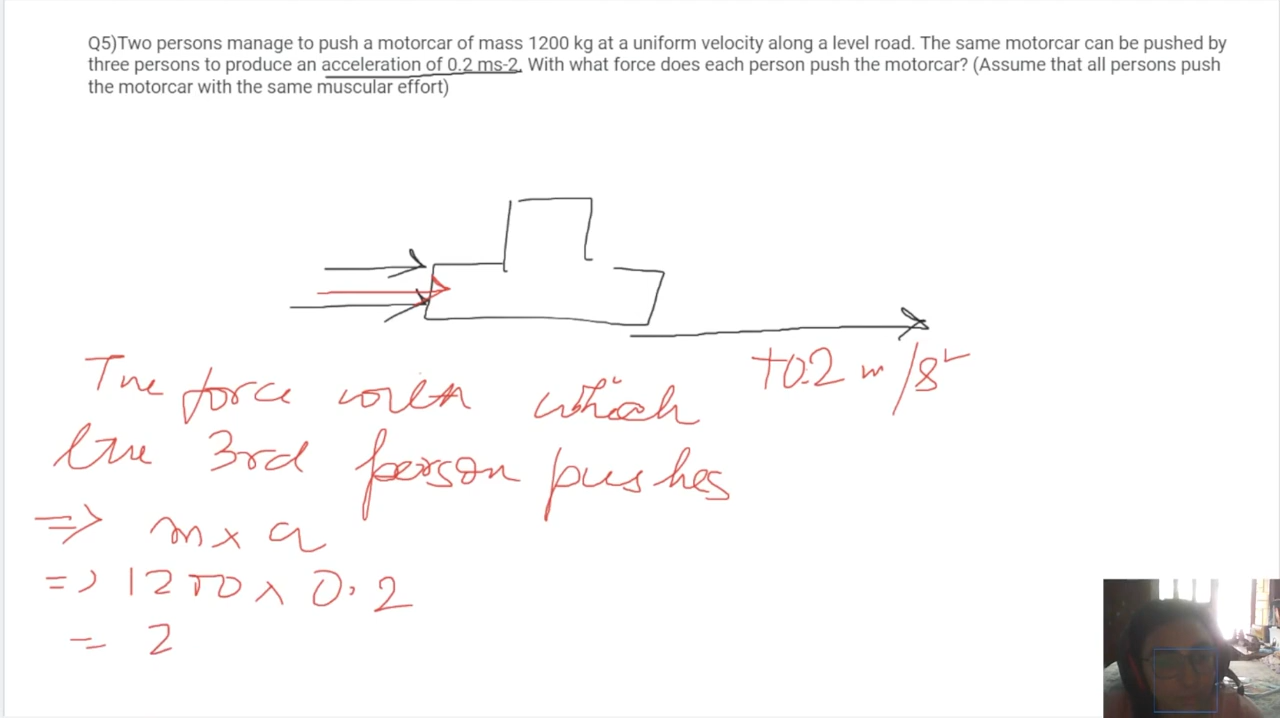 Q5)Two persons manage to push a motorcar of mass 1200 kg at a uniform velocity along a level road. The same motorcar can be pushed by
three persons to produce an acceleration of 0.2 ms-2. With what force does each person push the motorcar? (Assume that all persons push
the motorcar with the same muscular effort)
+0.2 m/s²
The force with which
the 3rd person pushes
=> m x a
=> 1200 x 0.2
= 2